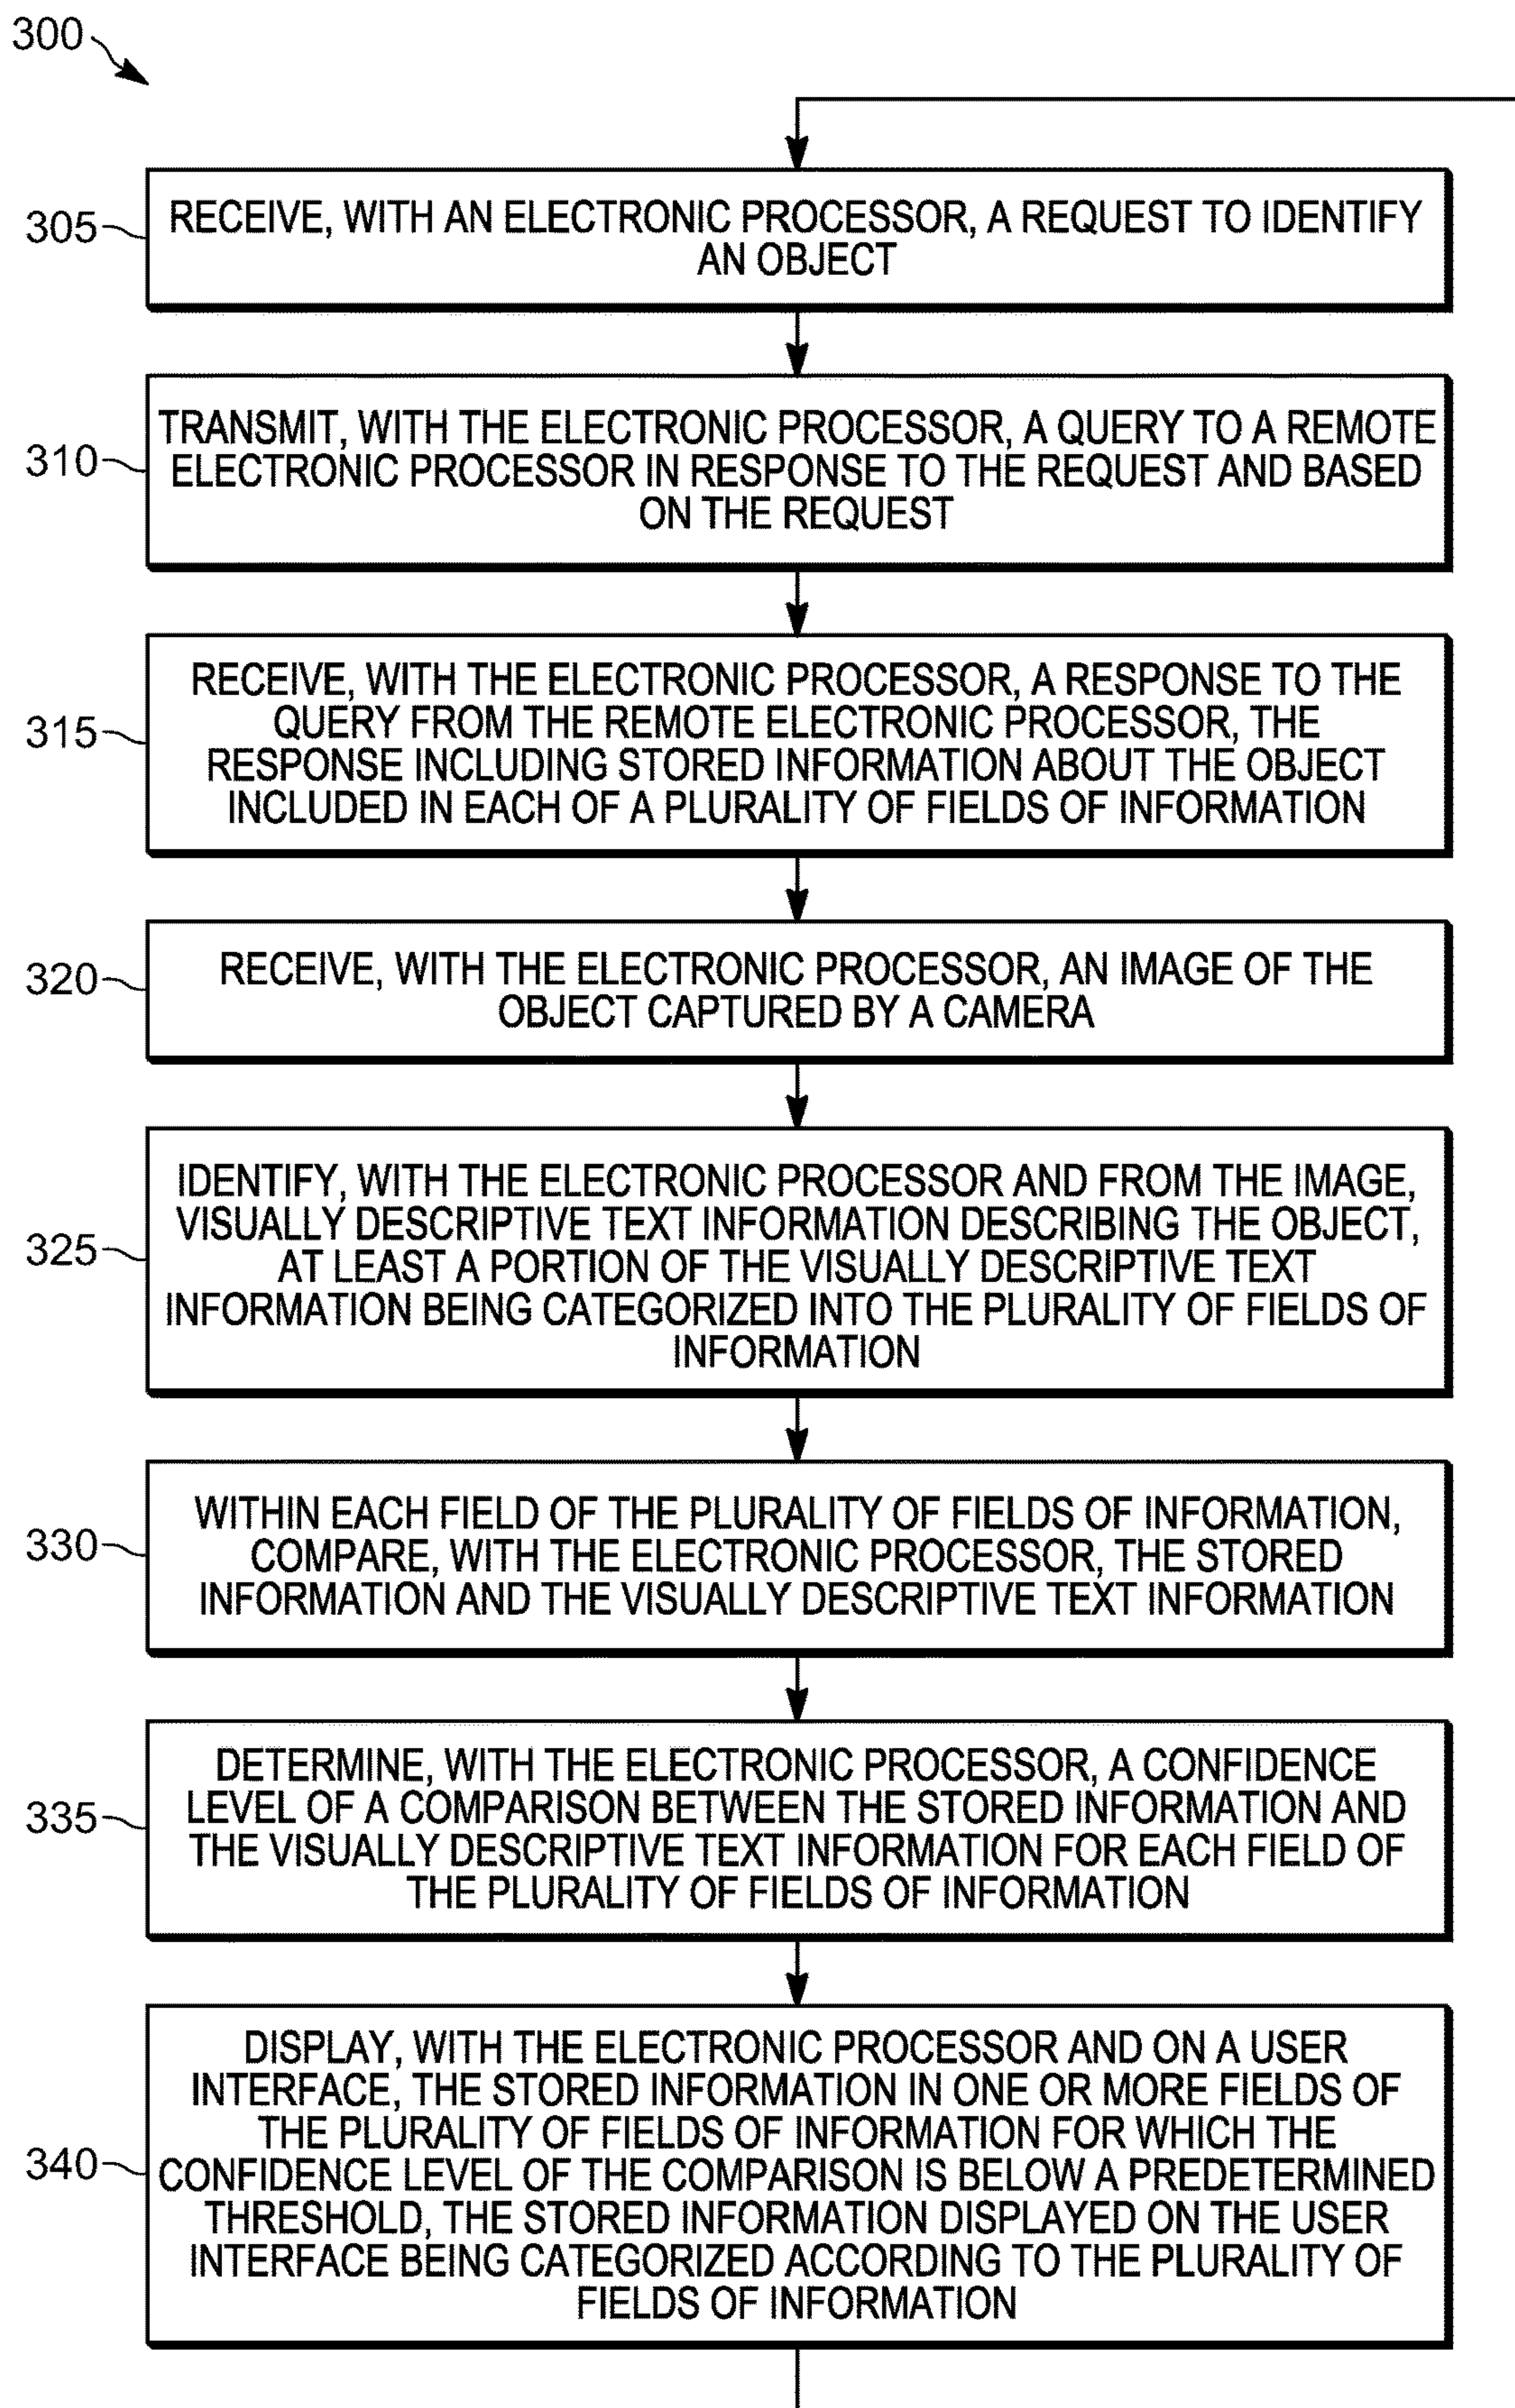 300
305
RECEIVE, WITH AN ELECTRONIC PROCESSOR, A REQUEST TO IDENTIFY
AN OBJECT
310
TRANSMIT, WITH THE ELECTRONIC PROCESSOR, A QUERY TO A REMOTE
ELECTRONIC PROCESSOR IN RESPONSE TO THE REQUEST AND BASED
ON THE REQUEST
315
RECEIVE, WITH THE ELECTRONIC PROCESSOR, A RESPONSE TO THE
QUERY FROM THE REMOTE ELECTRONIC PROCESSOR, THE
RESPONSE INCLUDING STORED INFORMATION ABOUT THE OBJECT
INCLUDED IN EACH OF A PLURALITY OF FIELDS OF INFORMATION
320
RECEIVE, WITH THE ELECTRONIC PROCESSOR, AN IMAGE OF THE
OBJECT CAPTURED BY A CAMERA
325
IDENTIFY, WITH THE ELECTRONIC PROCESSOR AND FROM THE IMAGE,
VISUALLY DESCRIPTIVE TEXT INFORMATION DESCRIBING THE OBJECT,
AT LEAST A PORTION OF THE VISUALLY DESCRIPTIVE TEXT
INFORMATION BEING CATEGORIZED INTO THE PLURALITY OF FIELDS OF
INFORMATION
330
WITHIN EACH FIELD OF THE PLURALITY OF FIELDS OF INFORMATION,
COMPARE, WITH THE ELECTRONIC PROCESSOR, THE STORED
INFORMATION AND THE VISUALLY DESCRIPTIVE TEXT INFORMATION
335
DETERMINE, WITH THE ELECTRONIC PROCESSOR, A CONFIDENCE
LEVEL OF A COMPARISON BETWEEN THE STORED INFORMATION AND
THE VISUALLY DESCRIPTIVE TEXT INFORMATION FOR EACH FIELD OF
THE PLURALITY OF FIELDS OF INFORMATION
340
DISPLAY, WITH THE ELECTRONIC PROCESSOR AND ON A USER
INTERFACE, THE STORED INFORMATION IN ONE OR MORE FIELDS OF
THE PLURALITY OF FIELDS OF INFORMATION FOR WHICH THE
CONFIDENCE LEVEL OF THE COMPARISON IS BELOW A PREDETERMINED
THRESHOLD, THE STORED INFORMATION DISPLAYED ON THE USER
INTERFACE BEING CATEGORIZED ACCORDING TO THE PLURALITY OF
FIELDS OF INFORMATION